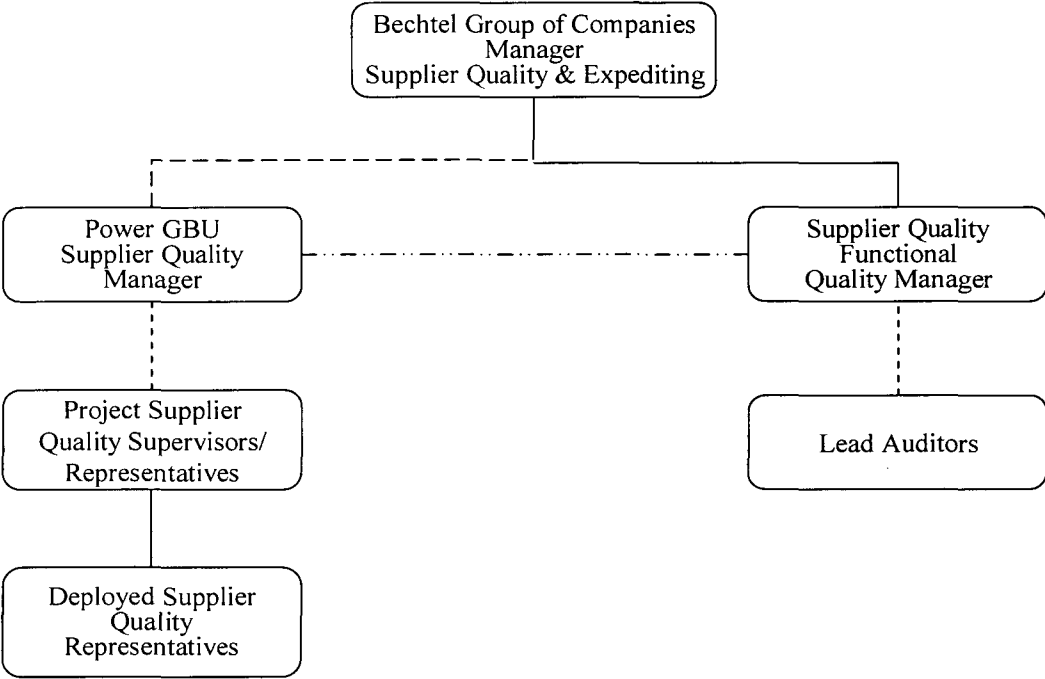 Bechtel Group of Companies
Manager
Supplier Quality & Expediting
Power GBU
Supplier Quality
Manager
Supplier Quality
Functional
Quality Manager
Project Supplier
Quality Supervisors/
Representatives
Lead Auditors
Deployed Supplier
Quality
Representatives